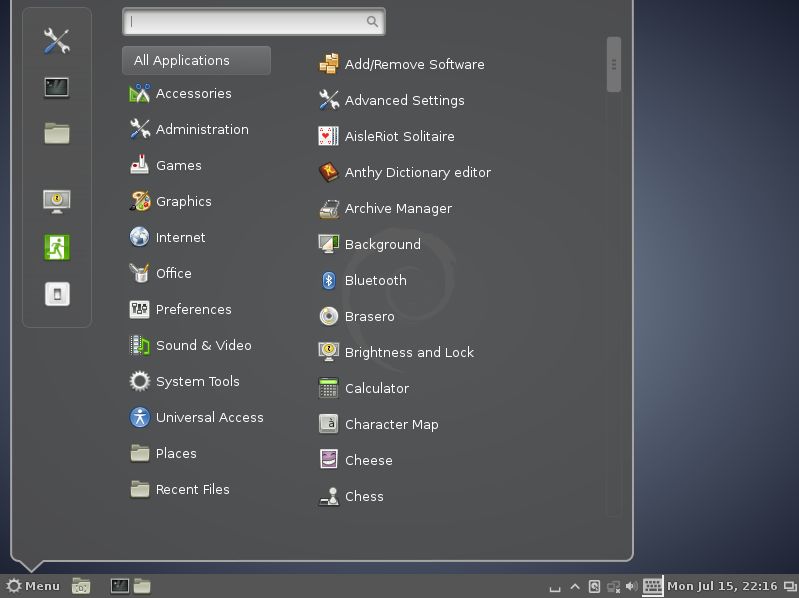 All Applications
Accessories
Administration
Games
Graphics
Internet
Office
Preferences
Sound & Video
System Tools
Universal Access
Places
Recent Files
Add/Remove Software
Advanced Settings
AisleRiot Solitaire
Anthy Dictionary editor
Archive Manager
Background
Bluetooth
Brasero
Brightness and Lock
Calculator
Character Map
Cheese
Chess
Menu
Mon Jul 15, 22:16